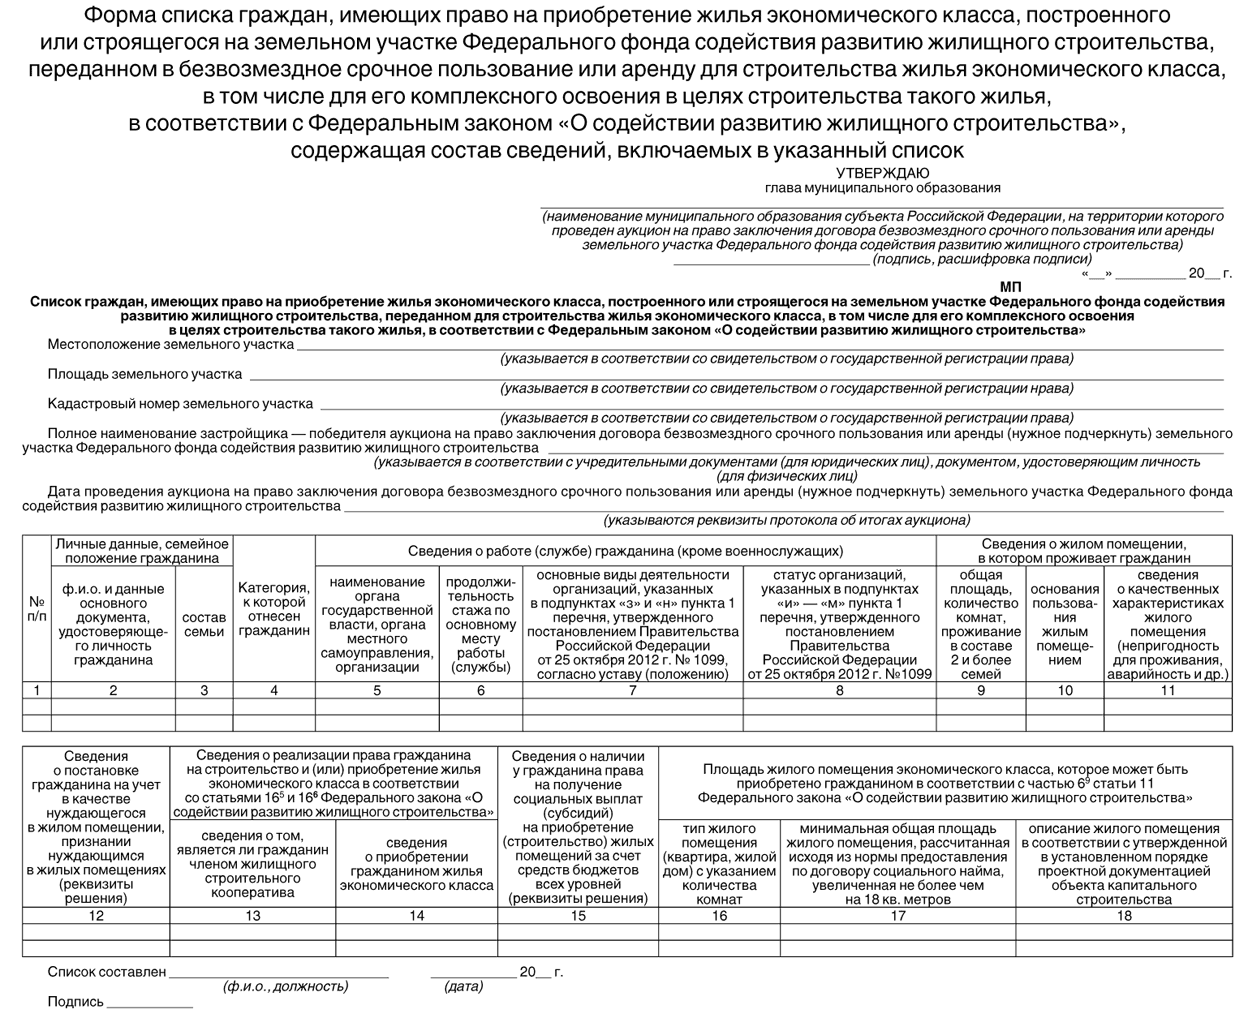 Форма списка граждан, имеющих право на приобретение жилья экономического класса, построенного
или строящегося на земельном участке Федерального фонда содействия развитию жилищного строительства,
переданном в безвозмездное срочное пользование или аренду для строительства жилья экономического класса,
в том числе для его комплексного освоения в целях строительства такого жилья,
в соответствии с Федеральным законом «О содействии развитию жилищного строительства»,
содержащая состав сведений, включаемых в указанный список
УТВЕРЖДАЮ
глава муниципального образования
(наименование муниципального образования субъекта Российской Федерации, на территории которого
проведен аукцион на право заключения договора безвозмездного срочного пользования или аренды
земельного участка Федерального фонда содействия развитию жилищного строительства)
__________________________ (подпись, расшифровка подписи)
«__» __________ 20__ г.
МП
Список граждан, имеющих право на приобретение жилья экономического класса, построенного или строящегося на земельном участке Федерального фонда содействия
развитию жилищного строительства, переданном для строительства жилья экономического класса, в том числе для его комплексного освоения
в целях строительства такого жилья, в соответствии с Федеральным законом «О содействии развитию жилищного строительства»
Местоположение земельного участка
(указывается в соответствии со свидетельством о государственной регистрации права)
Площадь земельного участка
(указывается в соответствии со свидетельством о государственной регистрации нрава)
Кадастровый номер земельного участка
(указывается в соответствии со свидетельством о государственной регистрации права)
Полное наименование застройщика — победителя аукциона на право заключения договора безвозмездного срочного пользования или аренды (нужное подчеркнуть) земельного
участка Федерального фонда содействия развитию жилищного строительства
(указывается в соответствии с учредительными документами (для юридических лиц), документом, удостоверяющим личность
(для физических лиц)
Дата проведения аукциона на право заключения договора безвозмездного срочного пользования или аренды (нужное подчеркнуть) земельного участка Федерального фонда
содействия развитию жилищного строительства
(указываются реквизиты протокола об итогах аукциона)
№
п/п
Личные данные, семейное
положение гражданина
ф.и.о. и данные
основного
документа,
удостоверяюще-
го личность
гражданина
состав
семьи
Категория,
к которой
отнесен
гражданин
Сведения о работе (службе) гражданина (кроме военнослужащих)
наименование
органа
государственной
власти, органа
местного
самоуправления,
организации
продолжи-
тельность
стажа по
основному
месту
работы
(службы)
основные виды деятельности
организаций, указанных
в подпунктах «з» и «н» пункта 1
перечня, утвержденного
постановлением Правительства
Российской Федерации
от 25 октября 2012 г. № 1099,
согласно уставу (положению)
статус организаций,
указанных в подпунктах
«и» — «м» пункта 1
перечня, утвержденного
постановлением
Правительства
Российской Федерации
от 25 октября 2012 г. №1099
Сведения о жилом помещении,
в котором проживает гражданин
общая
площадь,
количество
комнат,
проживание
в составе
2 и более
семей
основания
пользова-
ния
жилым
помеще-
нием
сведения
о качественных
характеристиках
жилого
помещения
(непригодность
для проживания,
аварийность и др.)
1 2 3 4 5 6 7 8 9 10 11
Сведения
о постановке
гражданина на учет
в качестве
нуждающегося
в жилом помещении,
признании
нуждающимся
в жилых помещениях
(реквизиты
решения)
Сведения о реализации права гражданина
на строительство и (или) приобретение жилья
экономического класса в соответствии
со статьями 16⁵ и 16⁶ Федерального закона «О
содействии развитию жилищного строительства»
сведения о том,
является ли гражданин
членом жилищного
строительного
кооператива
сведения
о приобретении
гражданином жилья
экономического класса
Сведения о наличии
у гражданина права
на получение
социальных выплат
(субсидий)
на приобретение
(строительство) жилых
помещений за счет
средств бюджетов
всех уровней
(реквизиты решения)
Площадь жилого помещения экономического класса, которое может быть
приобретено гражданином в соответствии с частью 6⁹ статьи 11
Федерального закона «О содействии развитию жилищного строительства»
тип жилого
помещения
(квартира, жилой
дом) с указанием
количества
комнат
минимальная общая площадь
жилого помещения, рассчитанная
исходя из нормы предоставления
по договору социального найма,
увеличенная не более чем
на 18 кв. метров
описание жилого помещения
в соответствии с утвержденной
в установленном порядке
проектной документацией
объекта капитального
строительства
12 13 14 15 16 17 18
Список составлен ______________________________ ____________ 20__ г.
(ф.и.о., должность) (дата)
Подпись ____________